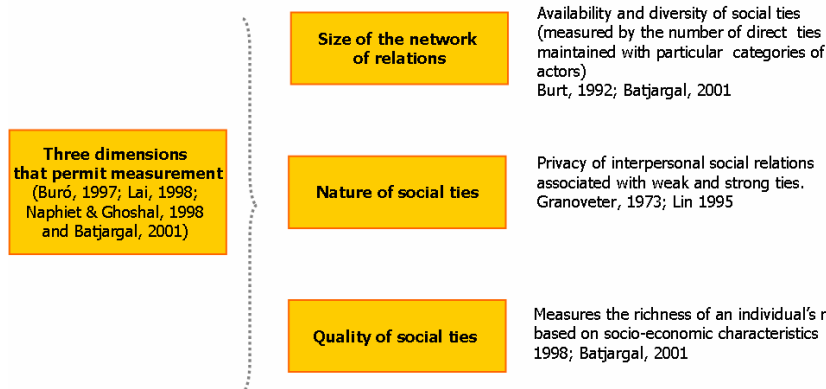 Three dimensions
that permit measurement
(Buró, 1997; Lai, 1998;
Naphiet & Ghoshal, 1998
and Batjargal, 2001)
Size of the network
of relations
Availability and diversity of social ties
(measured by the number of direct ties
maintained with particular categories of
actors)
Burt, 1992; Batjargal, 2001
Nature of social ties
Privacy of interpersonal social relations
associated with weak and strong ties.
Granoveter, 1973; Lin 1995
Quality of social ties
Measures the richness of an individual's
based on socio-economic characteristics
1998; Batjargal, 2001